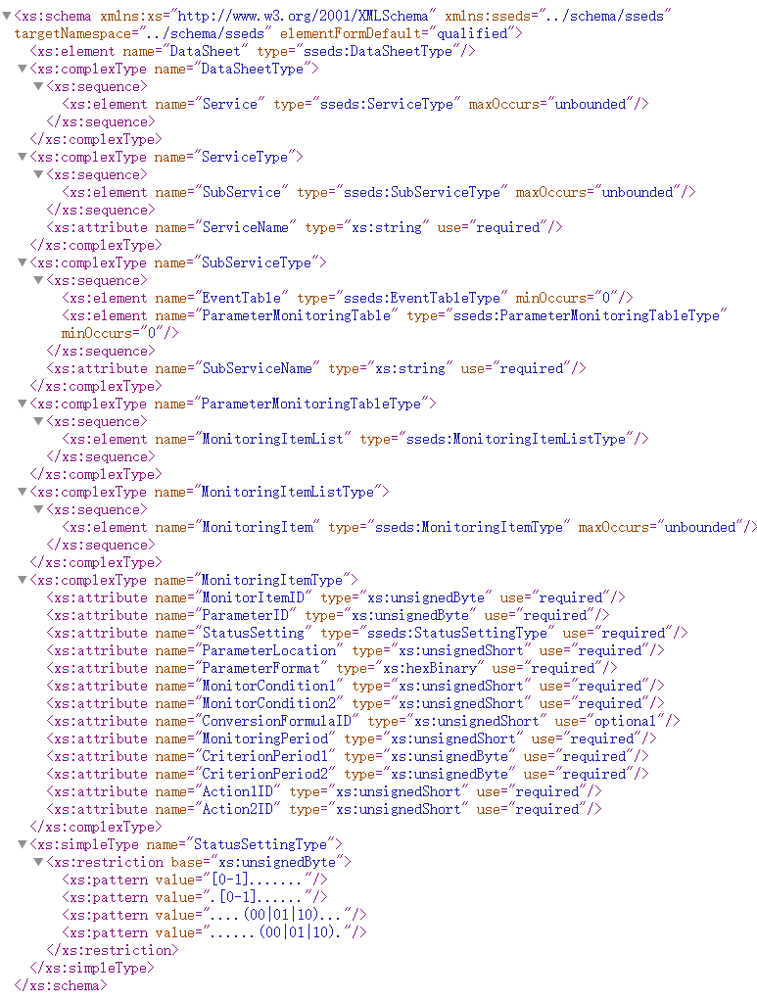 <xs:schema xmlns:xs="http://www.w3.org/2001/XMLSchema" xmlns:sseds="../schema/sseds"
targetNamespace="../schema/sseds" elementFormDefault="qualified">
<xs:element name="DataSheet" type="sseds:DataSheetType"/>
<xs:complexType name="DataSheetType">
<xs:sequence>
<xs:element name="Service" type="sseds:ServiceType" maxOccurs="unbounded"/>
</xs:sequence>
</xs:complexType>
<xs:complexType name="ServiceType">
<xs:sequence>
<xs:element name="SubService" type="sseds:SubServiceType" maxOccurs="unbounded"/>
</xs:sequence>
<xs:attribute name="ServiceName" type="xs:string" use="required"/>
</xs:complexType>
<xs:complexType name="SubServiceType">
<xs:sequence>
<xs:element name="EventTable" type="sseds:EventTableType" minOccurs="0"/>
<xs:element name="ParameterMonitoringTable" type="sseds:ParameterMonitoringTableType"
minOccurs="0"/>
</xs:sequence>
<xs:attribute name="SubServiceName" type="xs:string" use="required"/>
</xs:complexType>
<xs:complexType name="ParameterMonitoringTableType">
<xs:sequence>
<xs:element name="MonitoringItemList" type="sseds:MonitoringItemListType"/>
</xs:sequence>
</xs:complexType>
<xs:complexType name="MonitoringItemListType">
<xs:sequence>
<xs:element name="MonitoringItem" type="sseds:MonitoringItemType" maxOccurs="unbounded"/>
</xs:sequence>
</xs:complexType>
<xs:complexType name="MonitoringItemType">
<xs:attribute name="MonitorItemID" type="xs:unsignedByte" use="required"/>
<xs:attribute name="ParameterID" type="xs:unsignedByte" use="required"/>
<xs:attribute name="StatusSetting" type="sseds:StatusSettingType" use="required"/>
<xs:attribute name="ParameterLocation" type="xs:unsignedShort" use="required"/>
<xs:attribute name="ParameterFormat" type="xs:hexBinary" use="required"/>
<xs:attribute name="MonitorCondition1" type="xs:unsignedShort" use="required"/>
<xs:attribute name="MonitorCondition2" type="xs:unsignedShort" use="required"/>
<xs:attribute name="ConversionFormulaID" type="xs:unsignedShort" use="optional"/>
<xs:attribute name="MonitoringPeriod" type="xs:unsignedShort" use="required"/>
<xs:attribute name="CriterionPeriod1" type="xs:unsignedByte" use="required"/>
<xs:attribute name="CriterionPeriod2" type="xs:unsignedByte" use="required"/>
<xs:attribute name="Action1ID" type="xs:unsignedShort" use="required"/>
<xs:attribute name="Action2ID" type="xs:unsignedShort" use="required"/>
</xs:complexType>
<xs:simpleType name="StatusSettingType">
<xs:restriction base="xs:unsignedByte">
<xs:pattern value="[0-1]......."/>
<xs:pattern value=".[0-1]......"/>
<xs:pattern value="....(00|01|10)..."/>
<xs:pattern value="......(00|01|10)."/>
</xs:restriction>
</xs:simpleType>
</xs:schema>